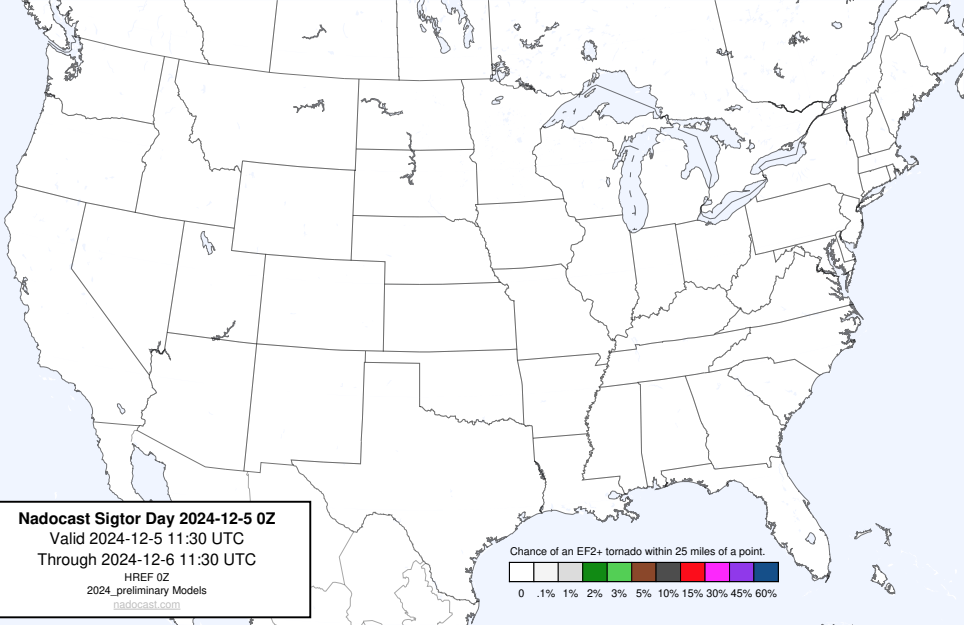 Nadocast Sigtor Day 2024-12-5 0Z
Valid 2024-12-5 11:30 UTC
Through 2024-12-6 11:30 UTC
HREF 0Z
2024_preliminary Models
nadocast.com
Chance of an EF2+ tornado within 25 miles of a point.
0 .1% 1% 2% 3% 5% 10% 15% 30% 45% 60%